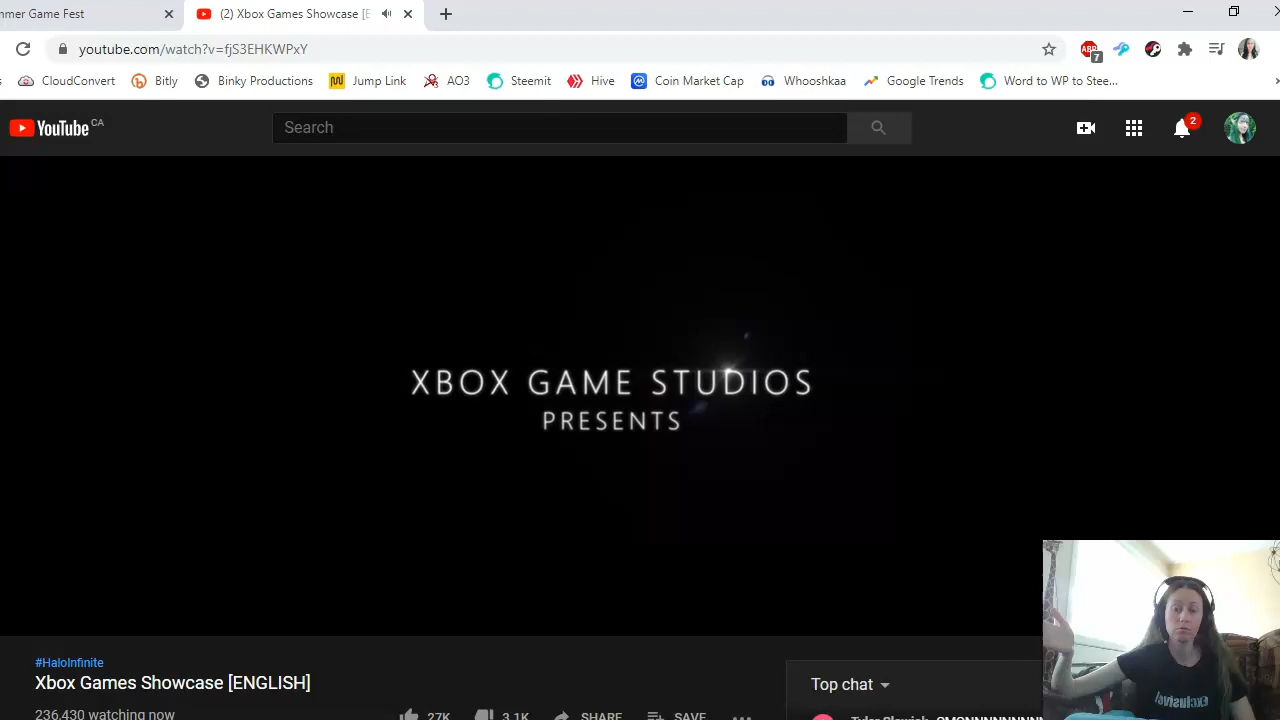 mmer Game Fest
(2) Xbox Games Showcase [E
youtube.com/watch?v=fjS3EHKWPxY
ABP
7
CloudConvert
Bitly
Binky Productions
Jump Link
AO3
Steemit
Hive
Coin Market Cap
Whooshkaa
Google Trends
Word to WP to Stee...
YouTube CA
Search
2
XBOX GAME STUDIOS
PRESENTS
#HaloInfinite
Xbox Games Showcase [ENGLISH]
236,430 watching now
27K
3.1K
SHARE
SAVE
Top chat